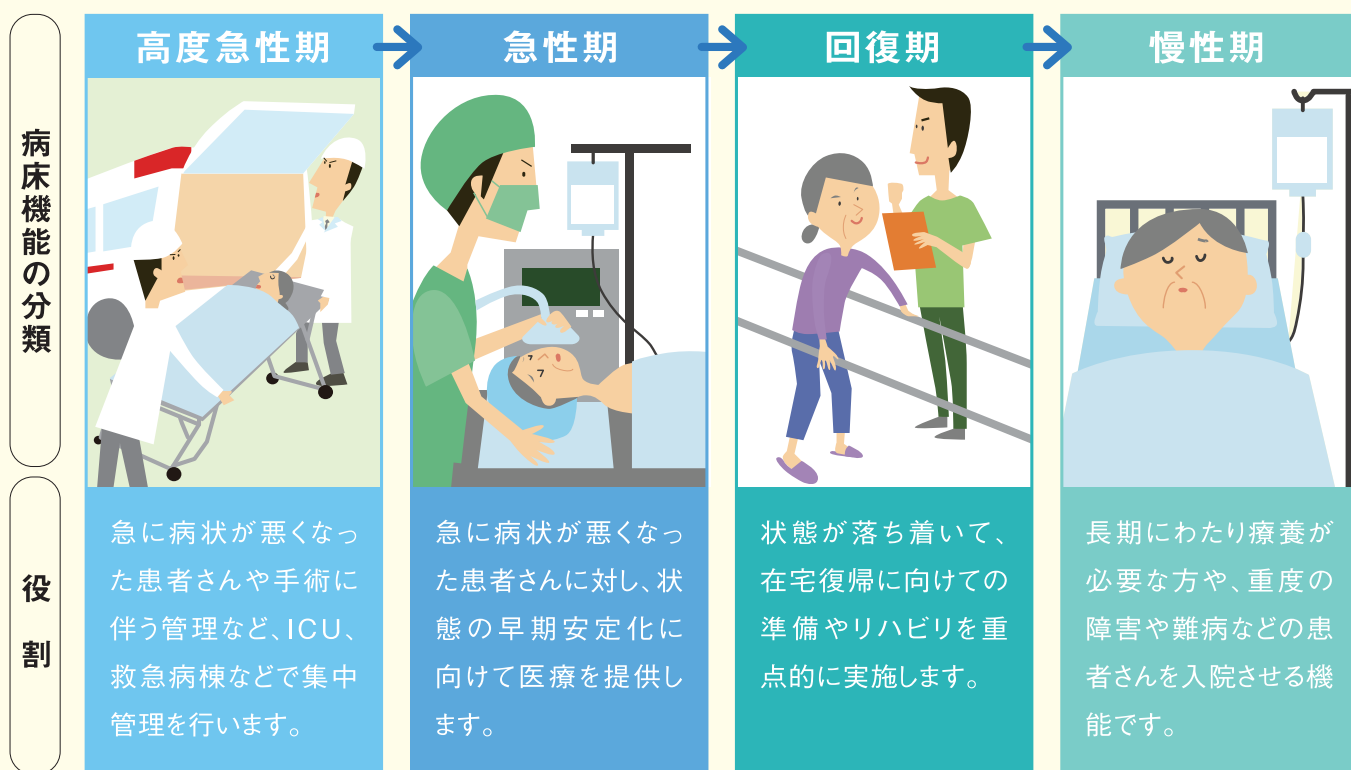 病床機能の分類
高度急性期
急性期
回復期
慢性期
役割
急に病状が悪くなっ
た患者さんや手術に
伴う管理など、ICU、
救急病棟などで集中
管理を行います。
急に病状が悪くなっ
た患者さんに対し、状
態の早期安定化に
向けて医療を提供し
ます。
状態が落ち着いて、
在宅復帰に向けての
準備やリハビリを重
点的に実施します。
長期にわたり療養が
必要な方や、重度の
障害や難病などの患
者さんを入院させる機
能です。